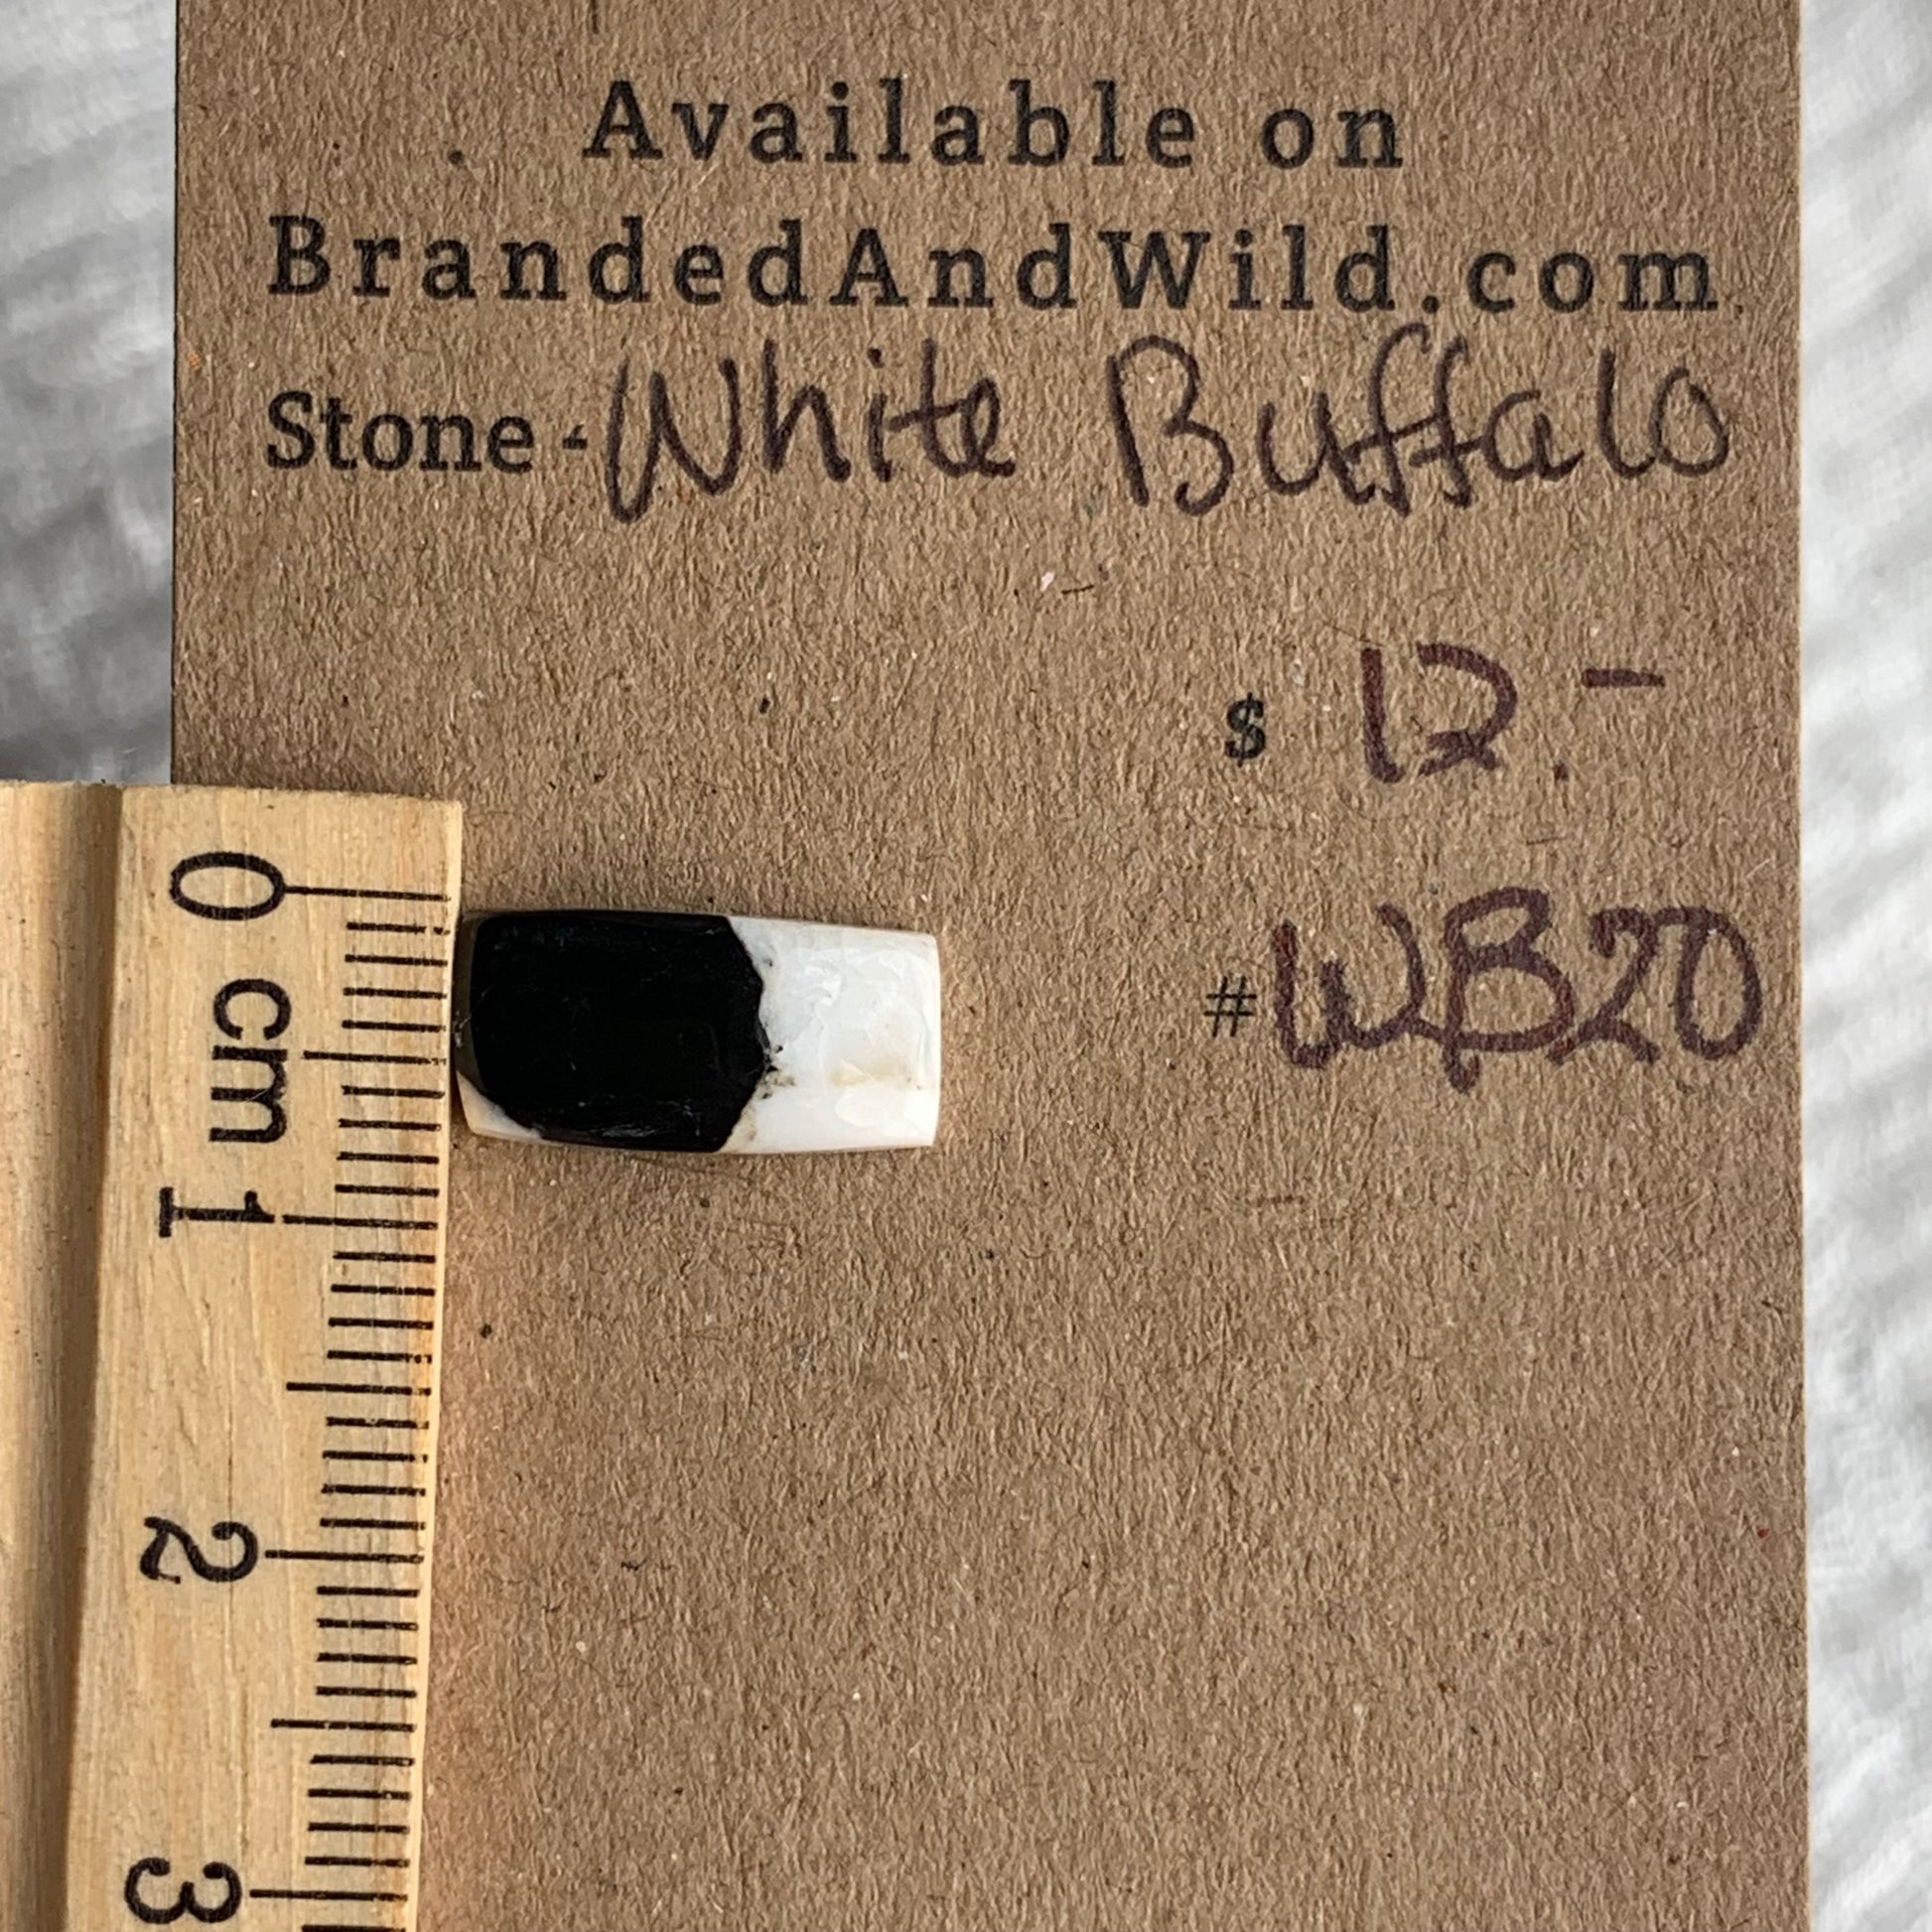 Available on
BrandedAndWild.com
Stone - White Buffalo
$ 12.-
# WB20
0 cm 1 2 3